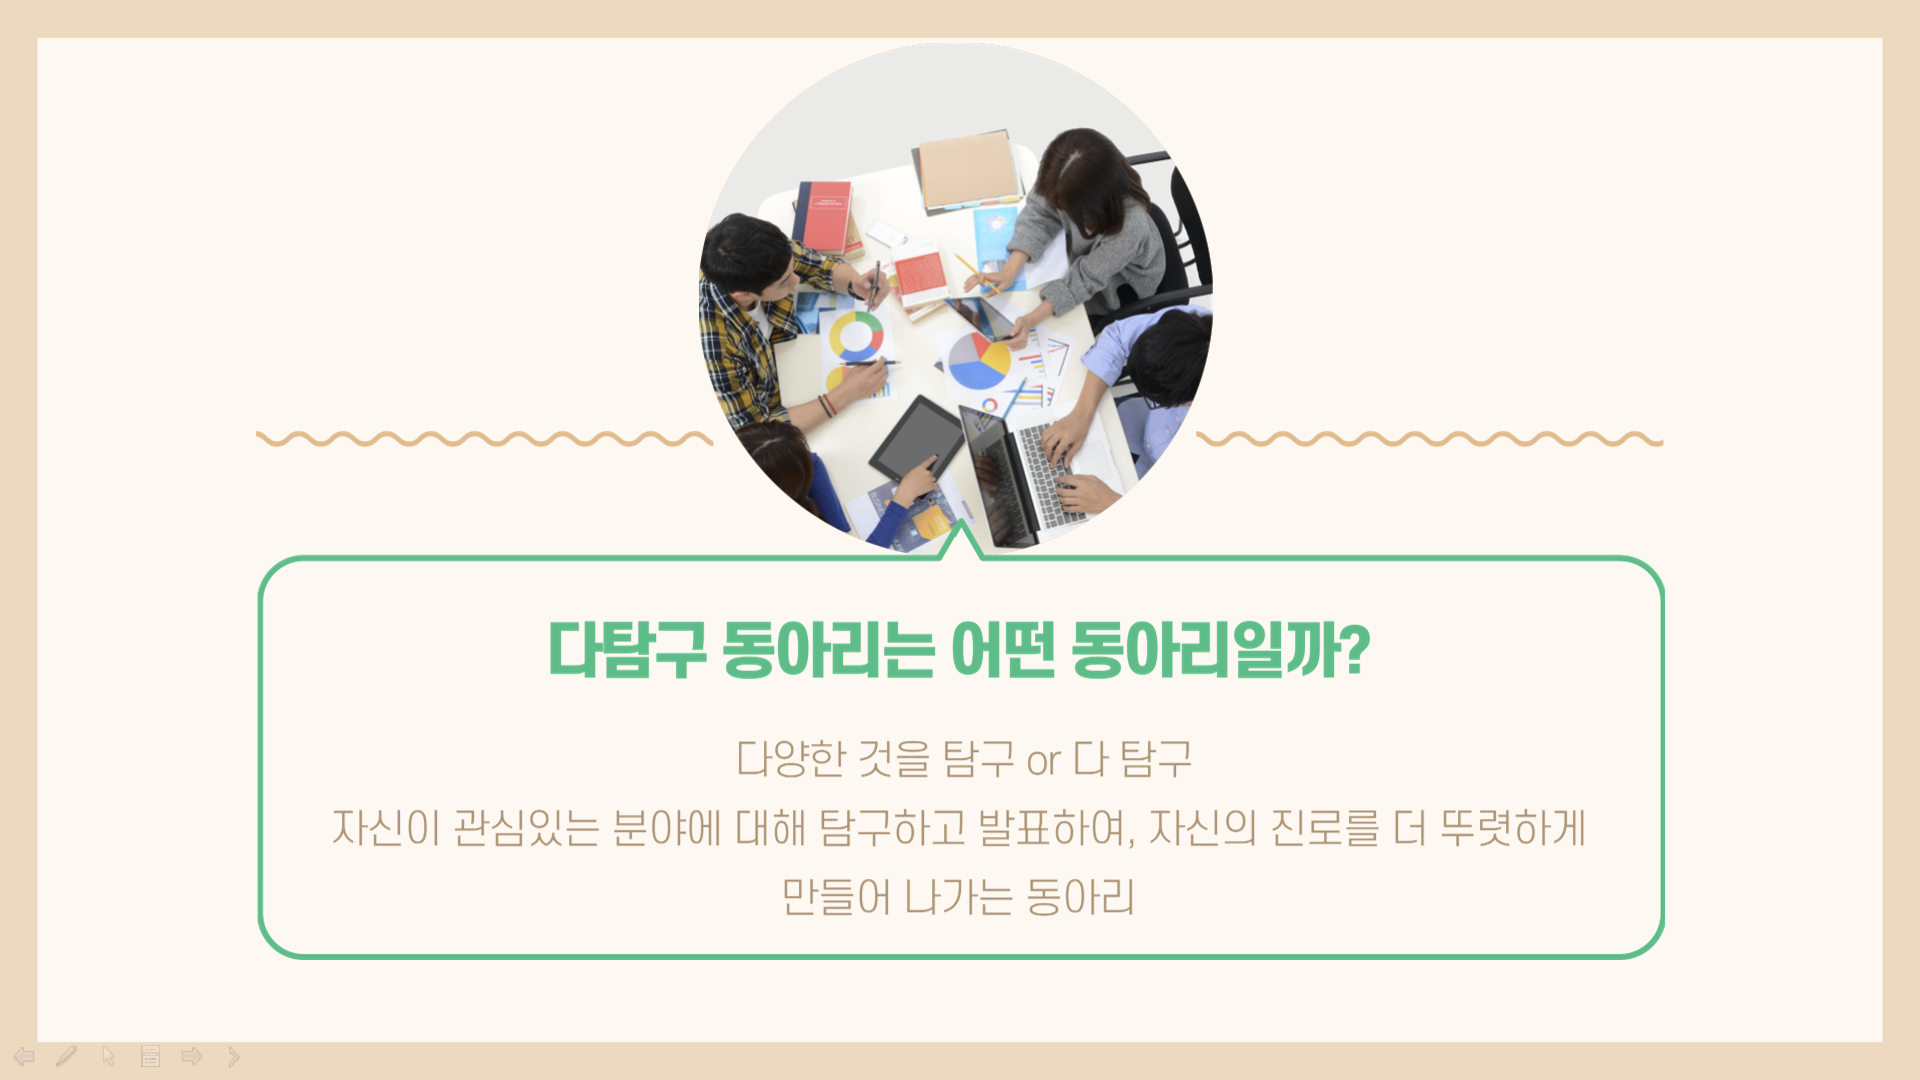 다탐구 동아리는 어떤 동아리일까?
다양한 것을 탐구 or 다 탐구
자신이 관심있는 분야에 대해 탐구하고 발표하여, 자신의 진로를 더 뚜렷하게
만들어 나가는 동아리